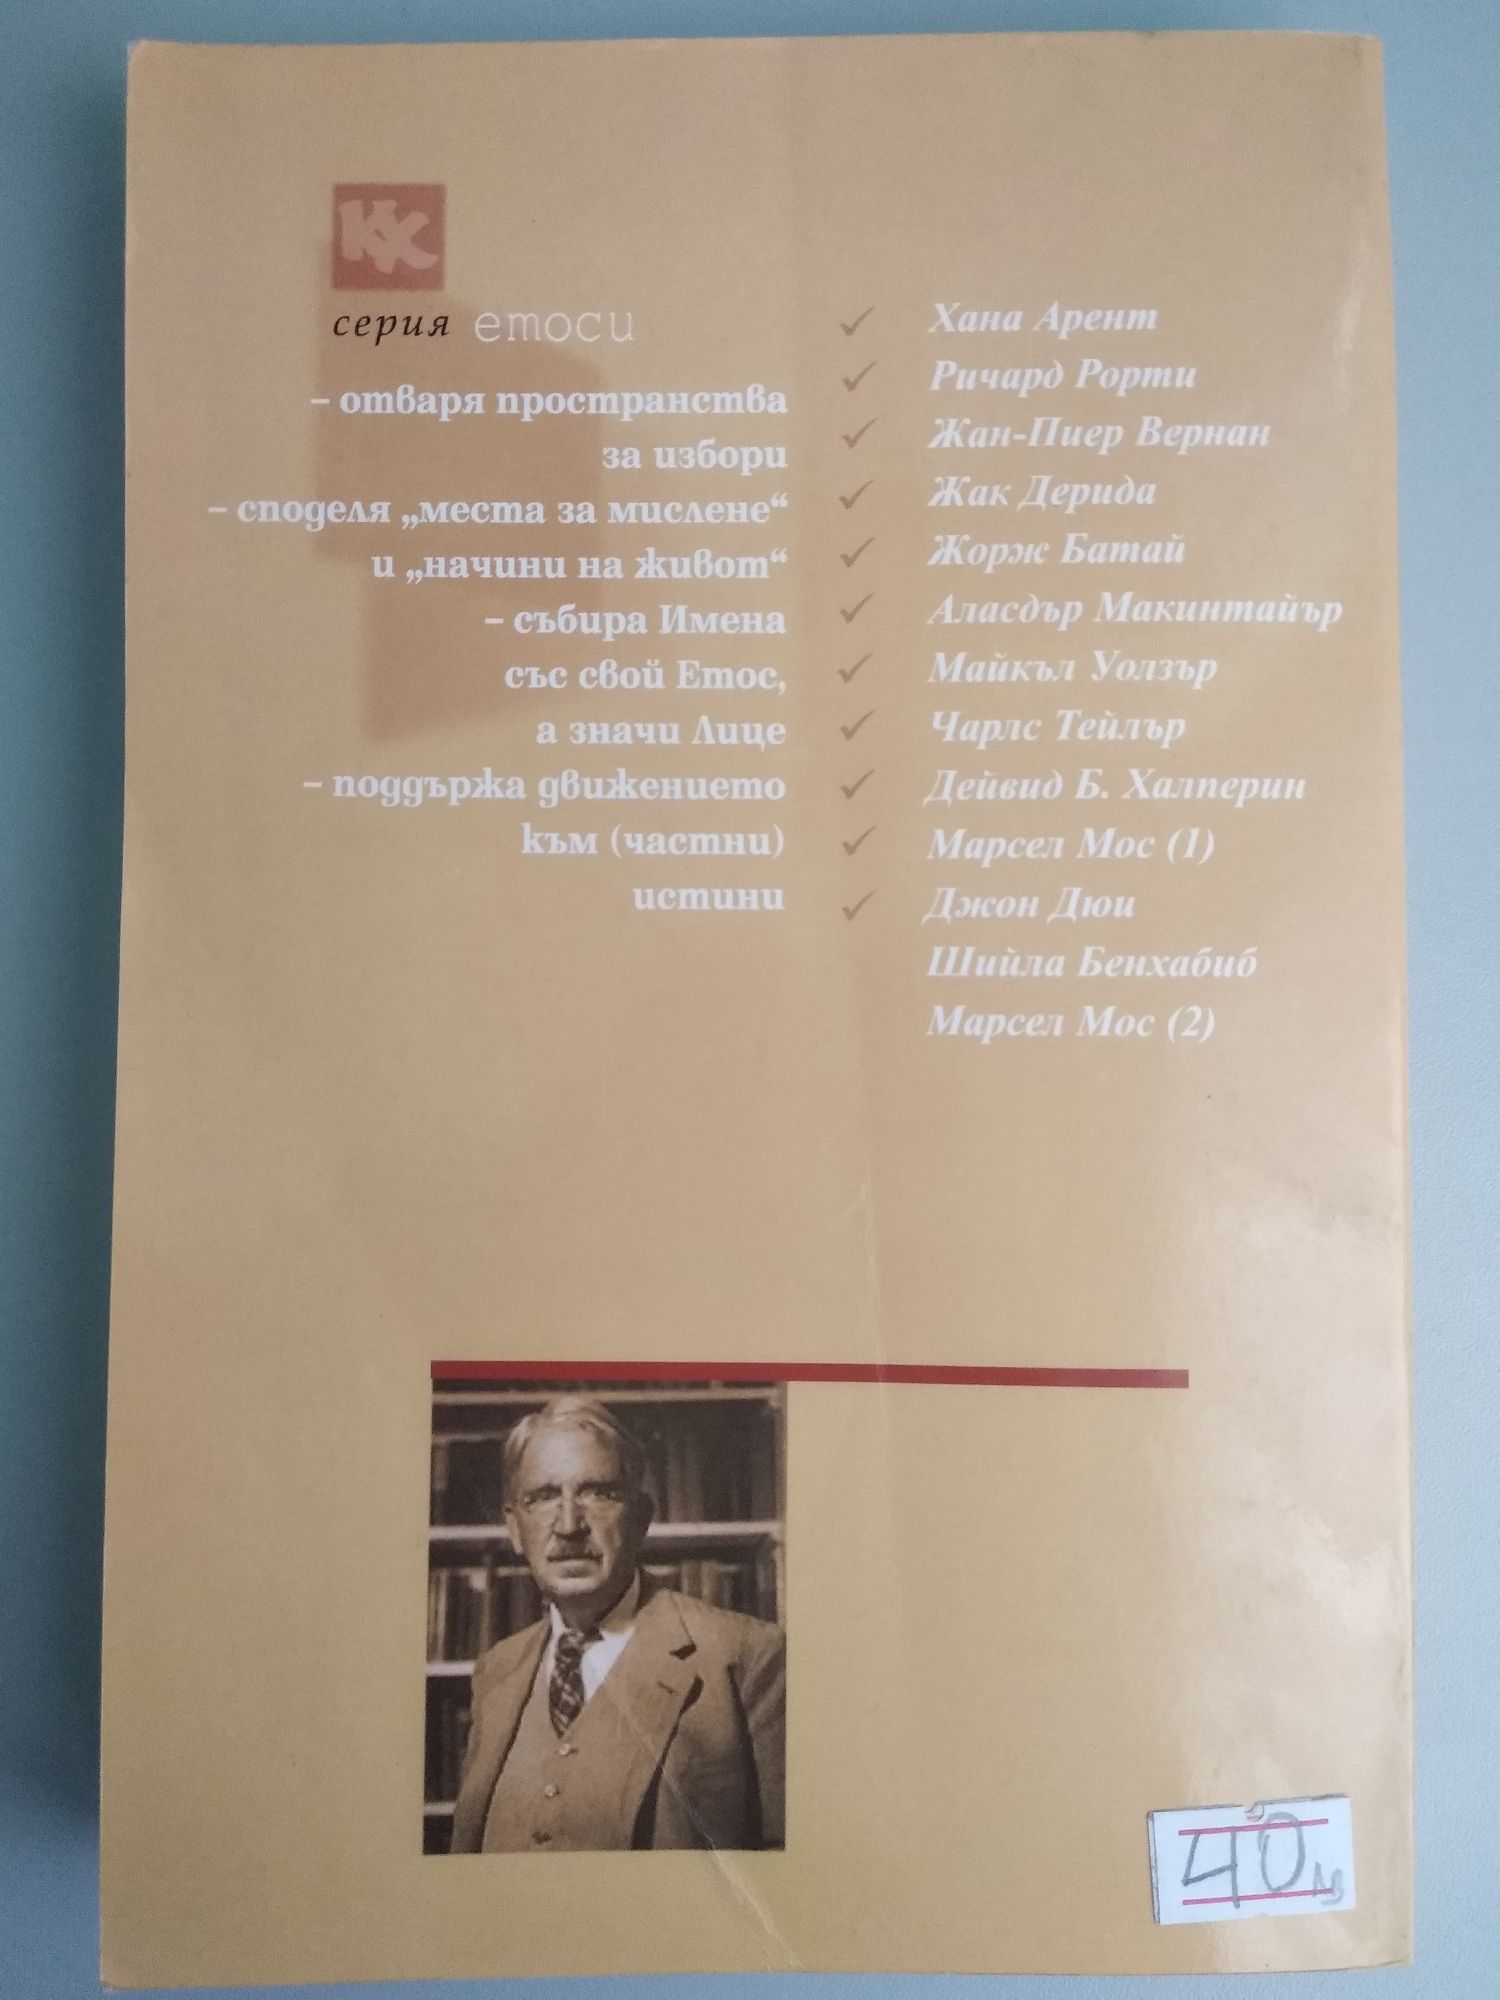 КХ
серия етоси
– отваря пространства
за избори
– споделя „места за мислене“
и „начини на живот“
– събира Имена
със свой Етос,
а значи Лице
– поддържа движението
към (частни)
истини
✓ Хана Арент
✓ Ричард Рорти
✓ Жан-Пиер Вернан
✓ Жак Дерида
✓ Жорж Батай
✓ Аласдър Макинтайър
✓ Майкъл Уолзър
✓ Чарлс Тейлър
✓ Дейвид Б. Халперин
✓ Марсел Мос (1)
✓ Джон Дюи
Шийла Бенхабиб
Марсел Мос (2)
40 лв